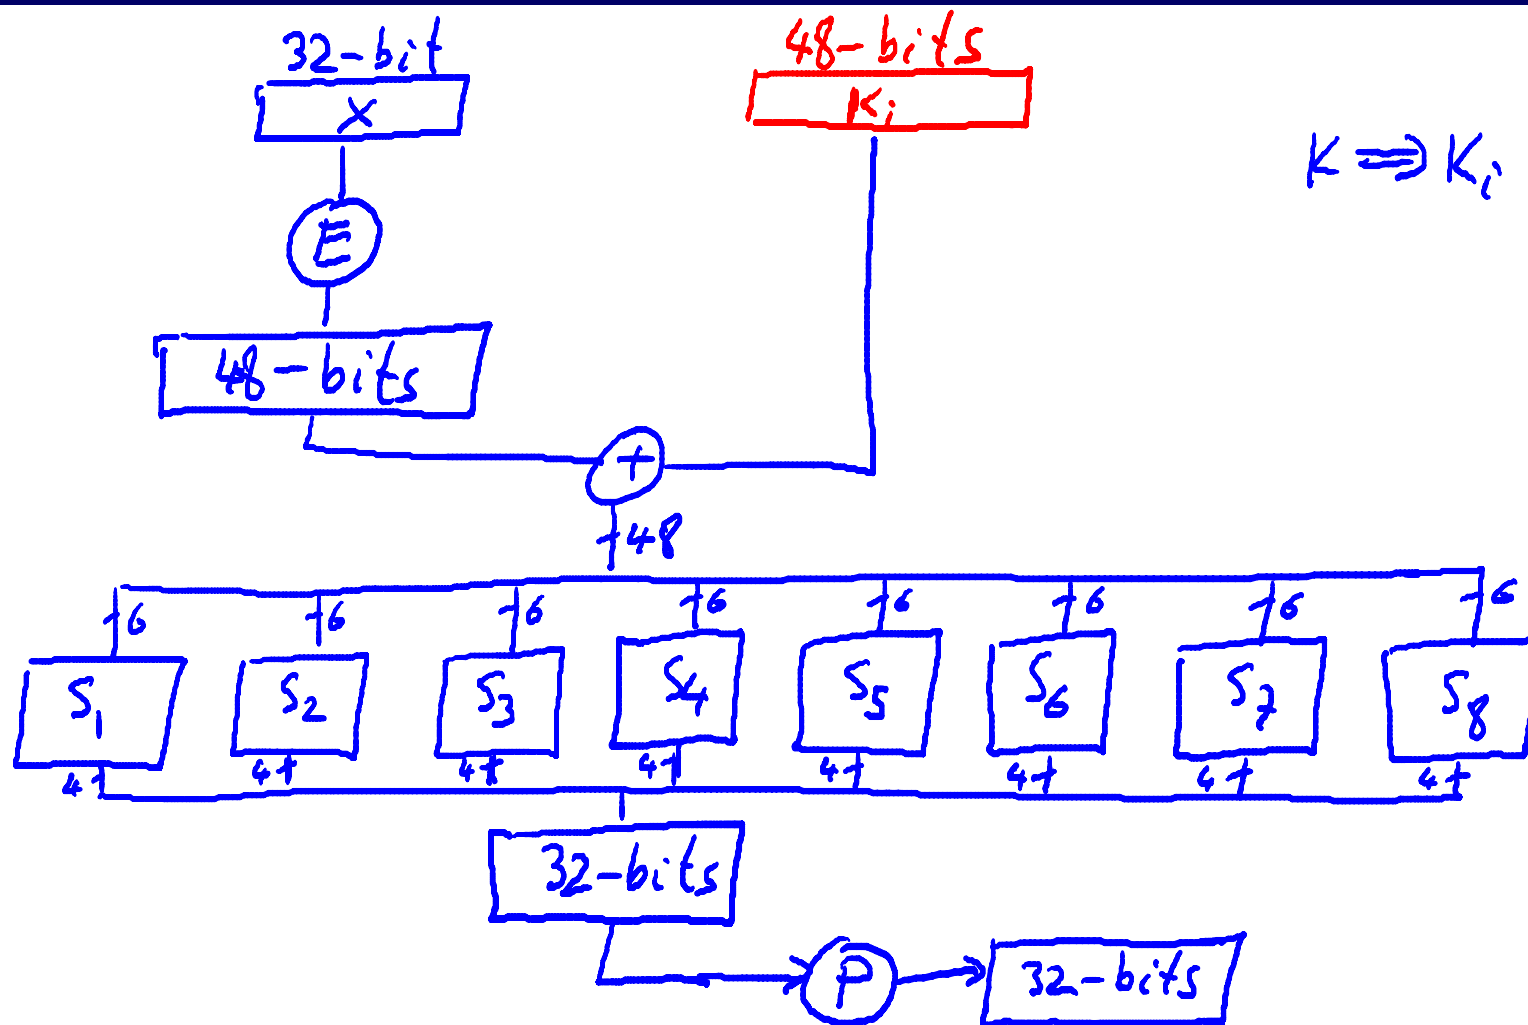 32-bit 48-bits
X Ki
K ⇒ Ki
E
48-bits
+
48
6 6 6 6 6 6 6 6
S1 S2 S3 S4 S5 S6 S7 S8
4 4 4 4 4 4 4 4
32-bits
P 32-bits